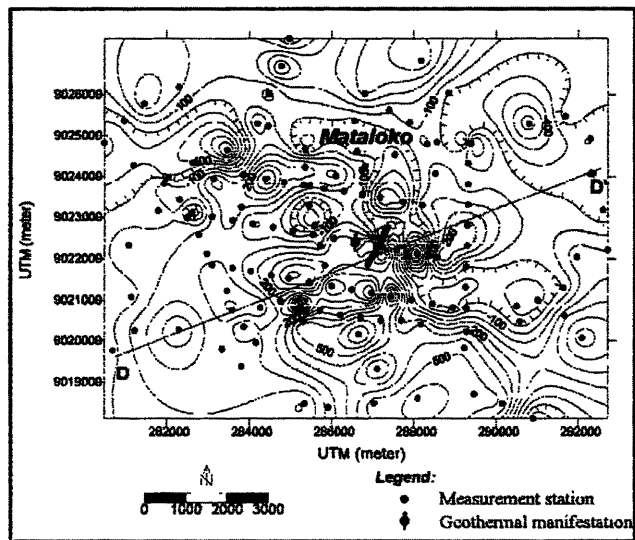 9026000
9025000
9024000
9023000
9022000
9021000
9020000
9019000
UTM (meter)
Mataloko
100
100
100
500
500
D
D
282000 284000 286000 288000 290000 292000
UTM (meter)
N
0 1000 2000 3000
Legend:
Measurement station
Geothermal manifestation